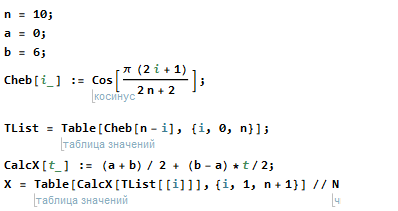 n = 10;
a = 0;
b = 6;
Cheb[i_] := Cos[π (2 i + 1) / 2 n + 2];
косинус
TList = Table[Cheb[n - i], {i, 0, n}];
таблица значений
CalcX[t_] := (a + b) / 2 + (b - a) * t / 2;
X = Table[CalcX[TList[[i]]], {i, 1, n + 1}] // N
таблица значений ч